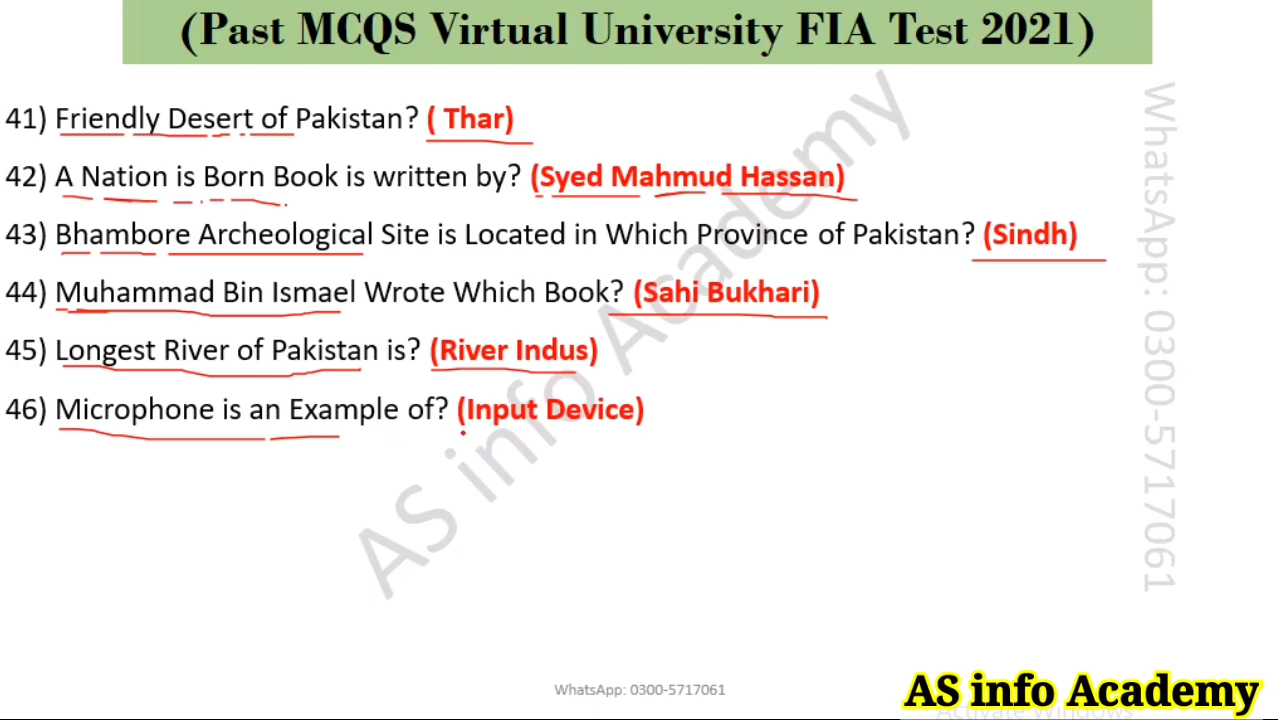 (Past MCQS Virtual University FIA Test 2021)
41) Friendly Desert of Pakistan? ( Thar)
42) A Nation is Born Book is written by? (Syed Mahmud Hassan)
43) Bhambore Archeological Site is Located in Which Province of Pakistan? (Sindh)
44) Muhammad Bin Ismael Wrote Which Book? (Sahi Bukhari)
45) Longest River of Pakistan is? (River Indus)
46) Microphone is an Example of? (Input Device)
AS info Academy
WhatsApp: 0300-5717061
WhatsApp: 0300-5717061
AS info Academy
Activate Windows